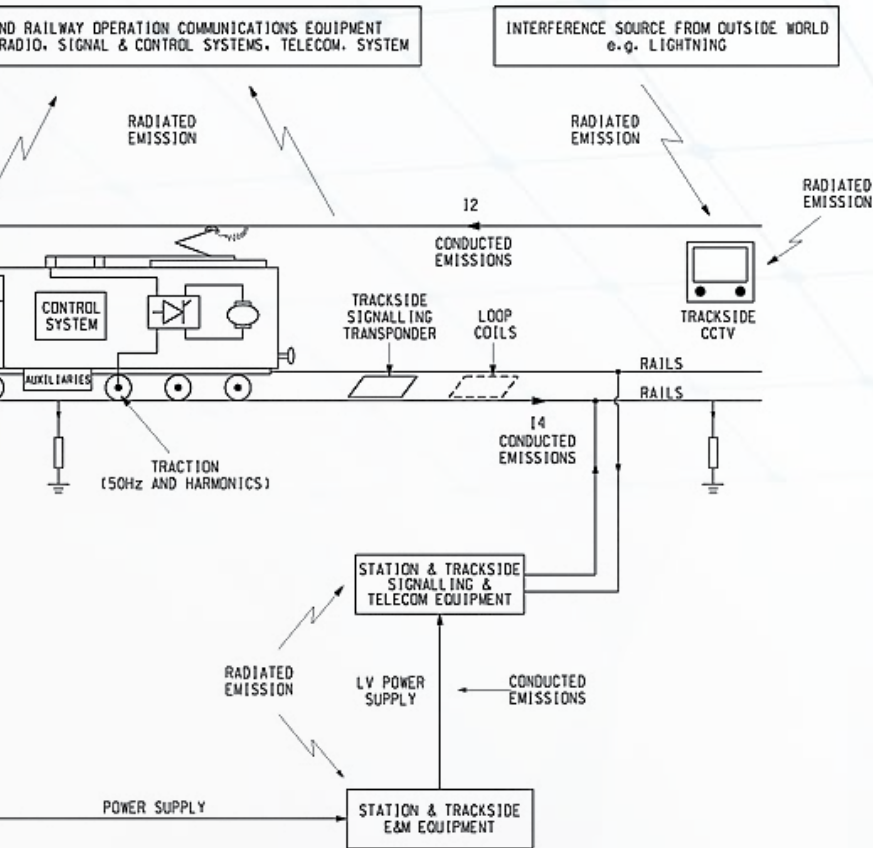 ND RAILWAY OPERATION COMMUNICATIONS EQUIPMENT
RADIO, SIGNAL & CONTROL SYSTEMS, TELECOM. SYSTEM
INTERFERENCE SOURCE FROM OUTSIDE WORLD
e.g. LIGHTNING
RADIATED
EMISSION
RADIATED
EMISSION
RADIATED
EMISSION
I2
CONDUCTED
EMISSIONS
CONTROL
SYSTEM
TRACKSIDE
SIGNALLING
TRANSPONDER
LOOP
COILS
TRACKSIDE
CCTV
AUXILIARIES
RAILS
RAILS
I4
CONDUCTED
EMISSIONS
TRACTION
(50Hz AND HARMONICS)
STATION & TRACKSIDE
SIGNALLING &
TELECOM EQUIPMENT
RADIATED
EMISSION
LV POWER
SUPPLY
CONDUCTED
EMISSIONS
POWER SUPPLY
STATION & TRACKSIDE
E&M EQUIPMENT